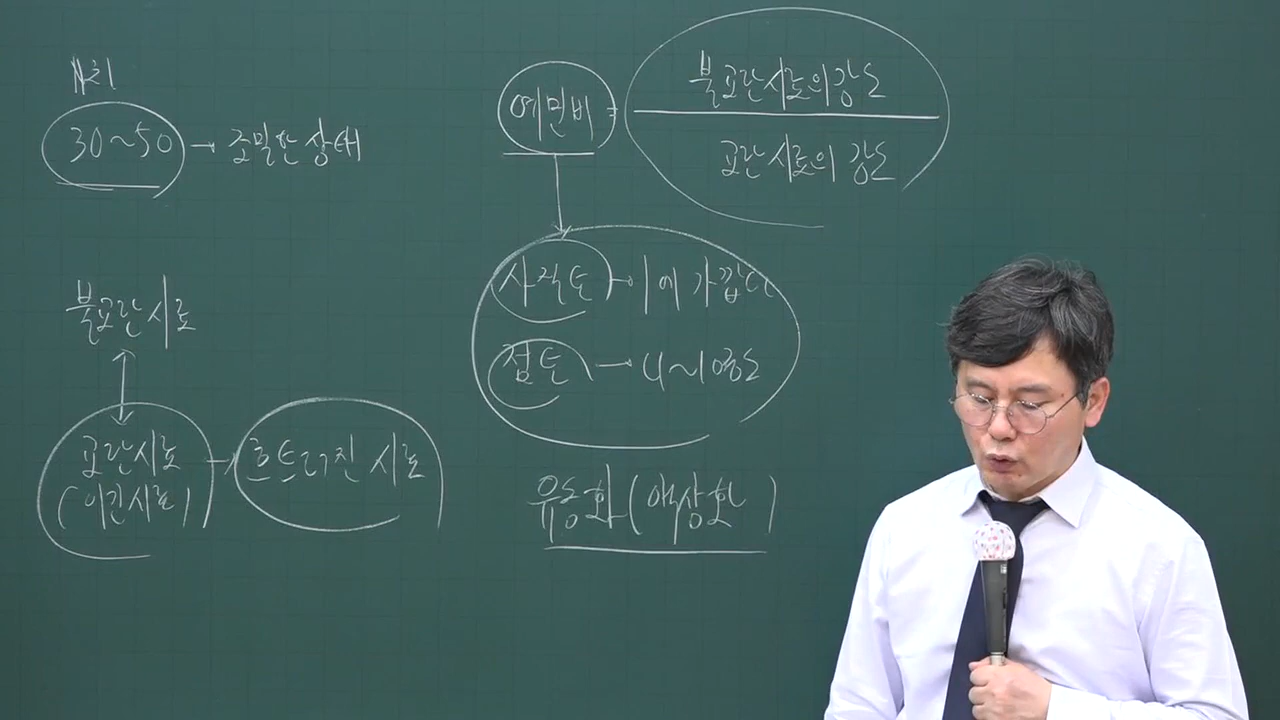 N치
30~50 → 조밀한 상태
불교란시료
교란시료 → 흐트러진 시료
(이긴시료)
예민비 = 불교란시료의 강도
교란시료의 강도
사질토 → 1에 가깝다
점토 → 4~8 정도
유동화 (액상화)